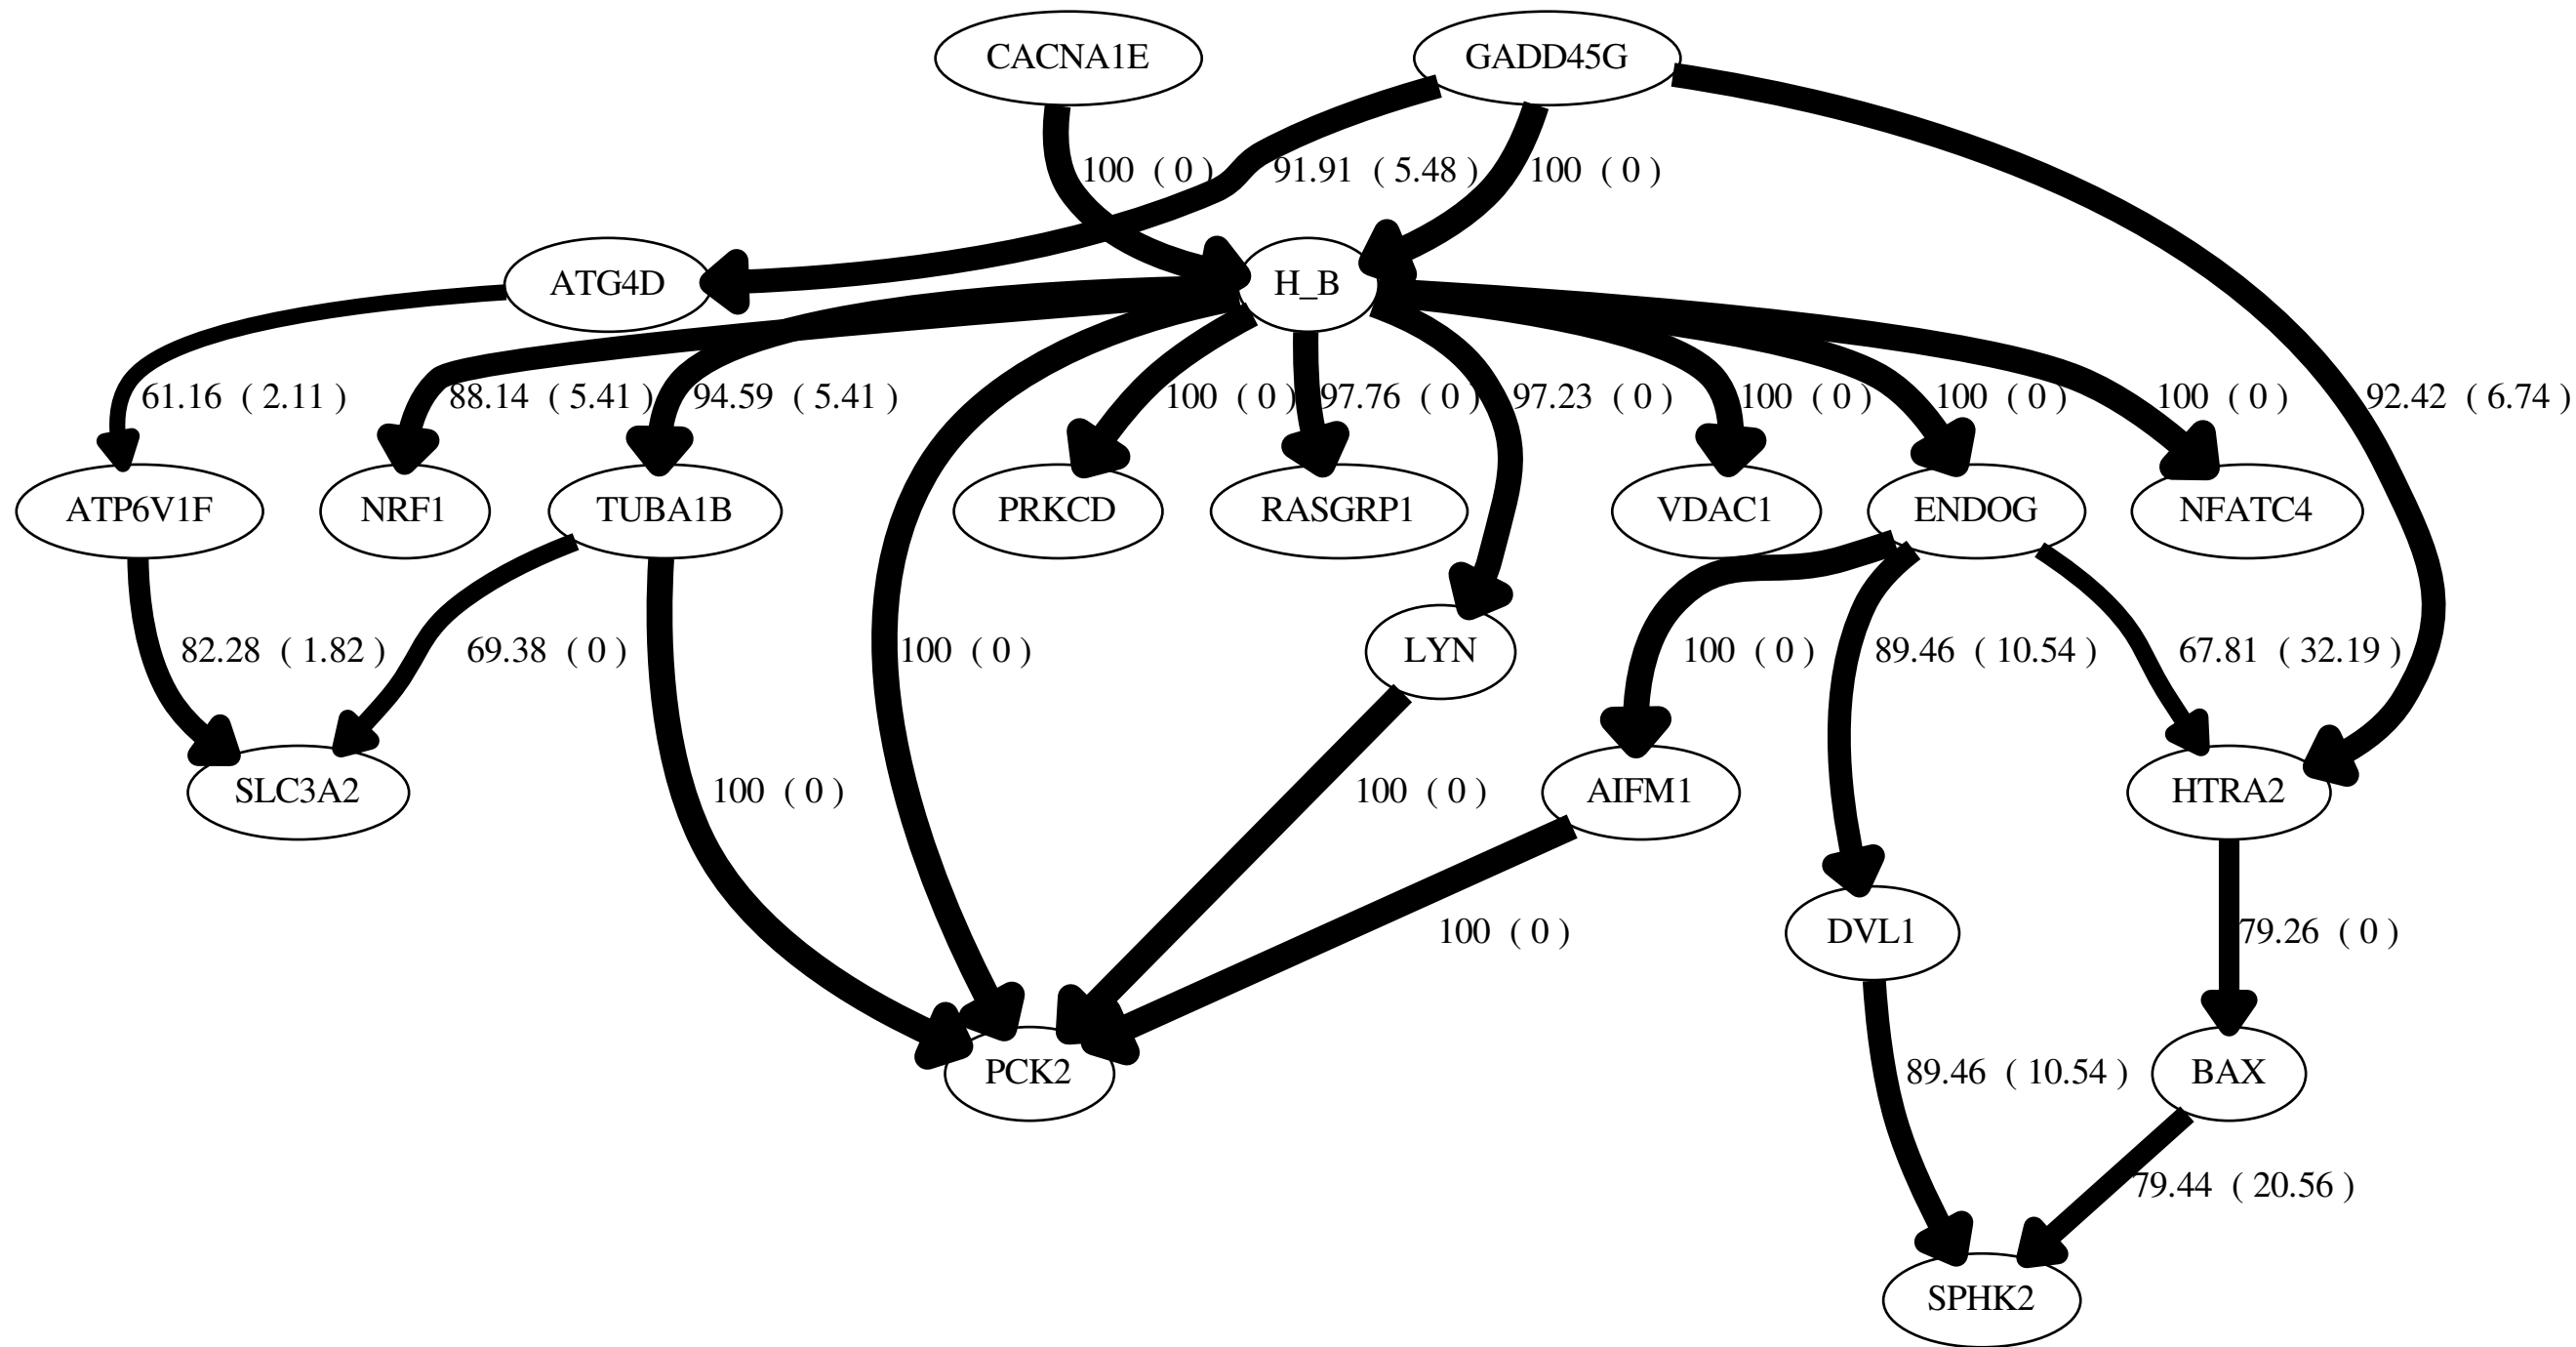 CACNA1E
GADD45G
100 ( 0 )
91.91 ( 5.48 )
100 ( 0 )
ATG4D
H_B
61.16 ( 2.11 )
88.14 ( 5.41 )
94.59 ( 5.41 )
100 ( 0 )
97.76 ( 0 )
97.23 ( 0 )
100 ( 0 )
100 ( 0 )
100 ( 0 )
92.42 ( 6.74 )
ATP6V1F
NRF1
TUBA1B
PRKCD
RASGRP1
VDAC1
ENDOG
NFATC4
82.28 ( 1.82 )
69.38 ( 0 )
100 ( 0 )
LYN
100 ( 0 )
89.46 ( 10.54 )
67.81 ( 32.19 )
SLC3A2
100 ( 0 )
100 ( 0 )
AIFM1
HTRA2
100 ( 0 )
DVL1
79.26 ( 0 )
PCK2
89.46 ( 10.54 )
BAX
79.44 ( 20.56 )
SPHK2